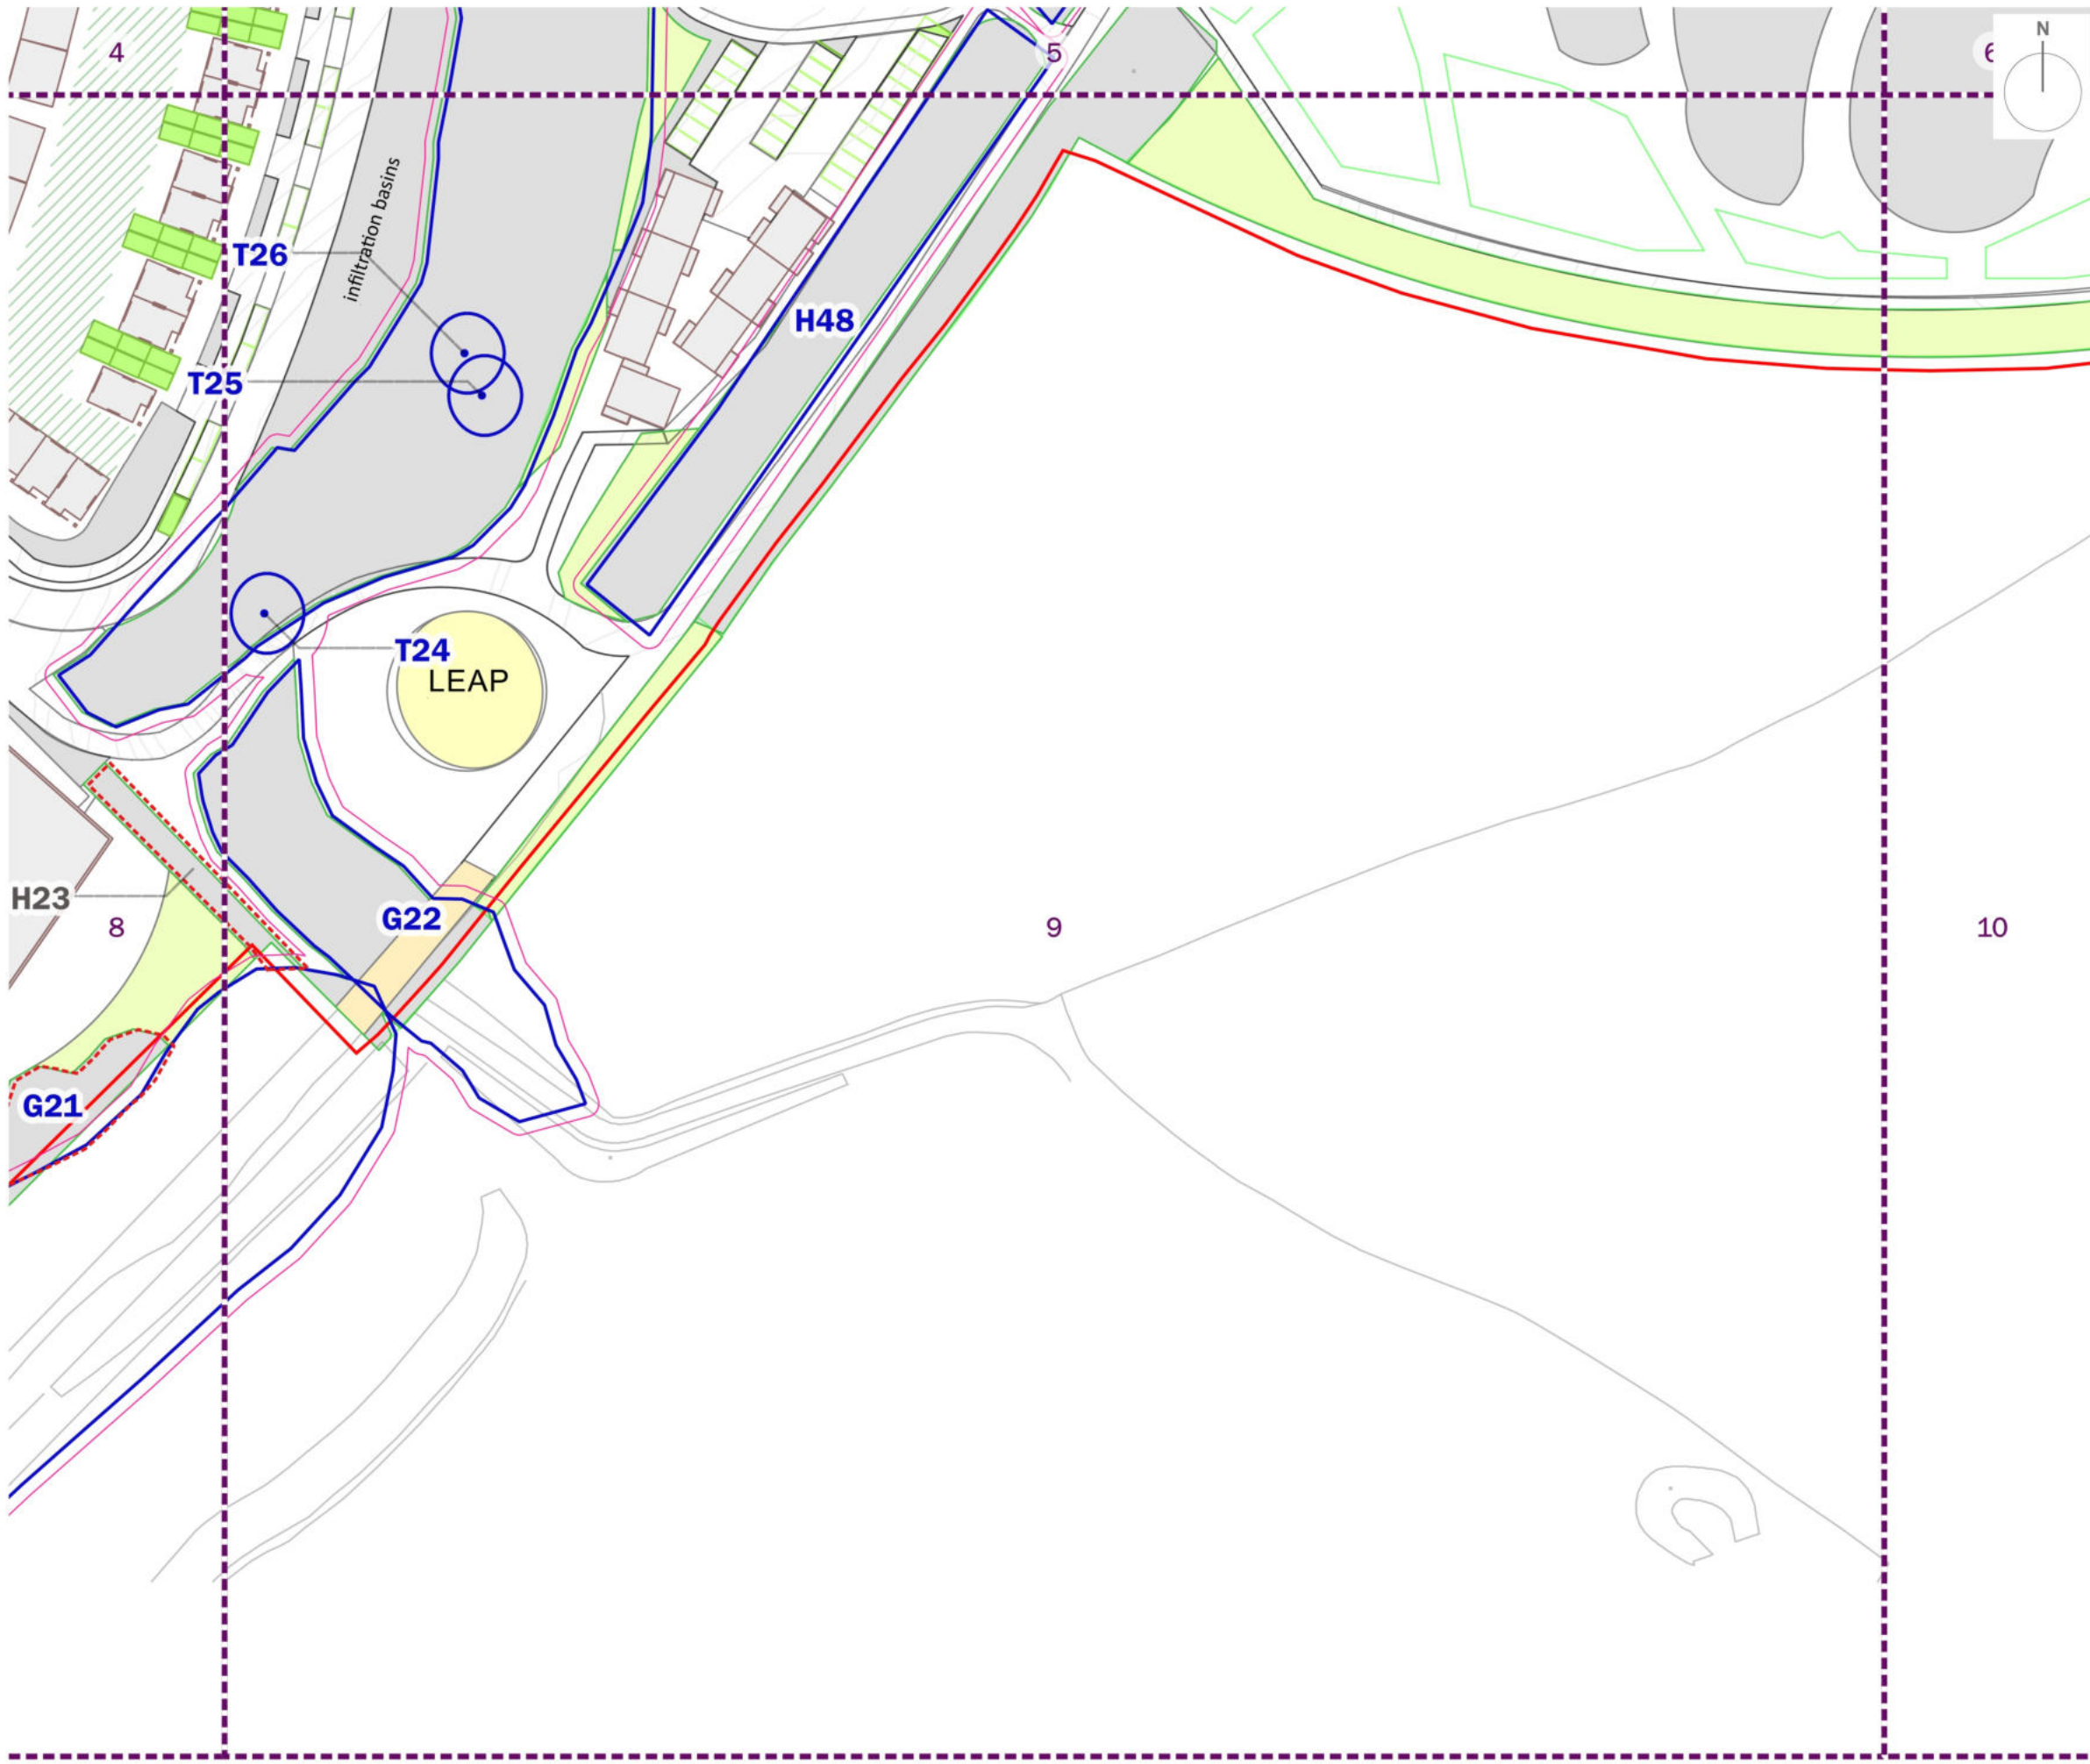 4
5
6
N
infiltration basins
T26
H48
T25
T24
LEAP
H23
G22
8
9
10
G21